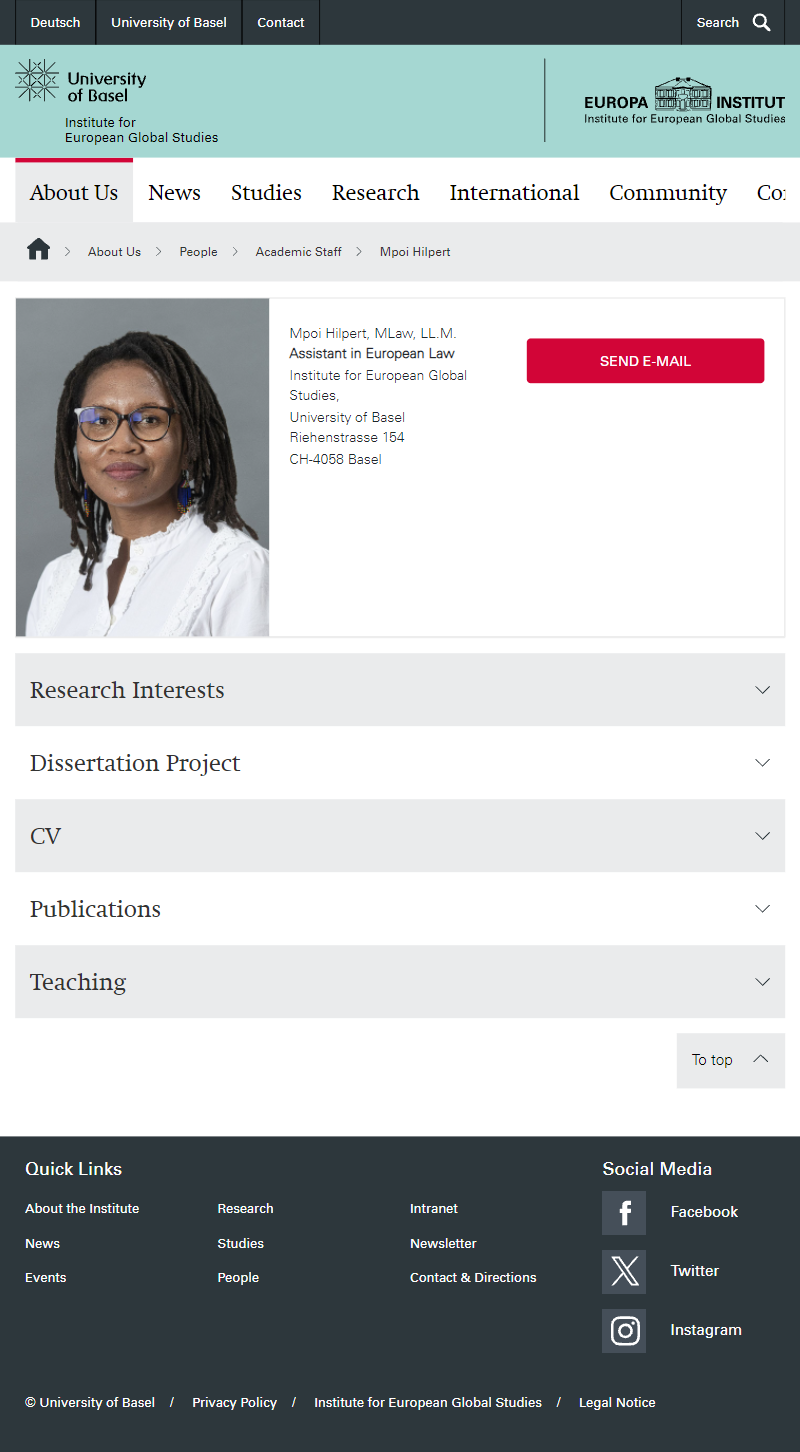 Deutsch
University of Basel
Contact
Search
University
of Basel
Institute for
European Global Studies
EUROPA INSTITUT
Institute for European Global Studies
About Us
News
Studies
Research
International
Community
About Us
People
Academic Staff
Mpoi Hilpert
Mpoi Hilpert, MLaw, LL.M.
Assistant in European Law
Institute for European Global
Studies,
University of Basel
Riehenstrasse 154
CH-4058 Basel
SEND E-MAIL
Research Interests
Dissertation Project
CV
Publications
Teaching
To top
Quick Links
About the Institute
News
Events
Research
Studies
People
Intranet
Newsletter
Contact & Directions
Social Media
Facebook
Twitter
Instagram
© University of Basel / Privacy Policy / Institute for European Global Studies / Legal Notice